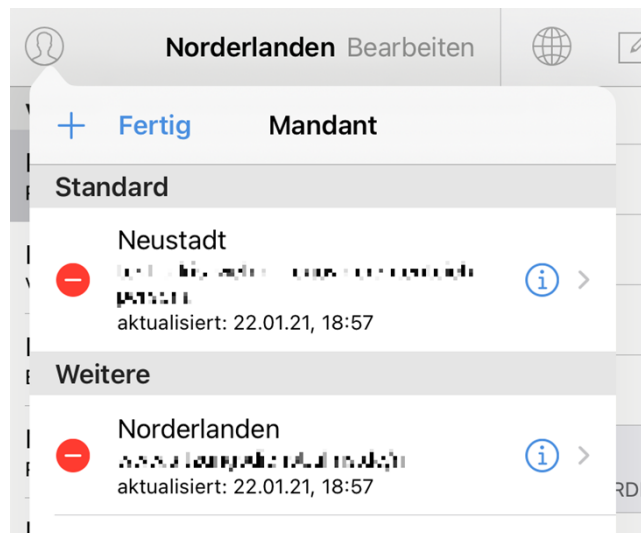 Norderlanden Bearbeiten
+ Fertig Mandant
Standard
Neustadt
aktualisiert: 22.01.21, 18:57
Weitere
Norderlanden
aktualisiert: 22.01.21, 18:57
RD